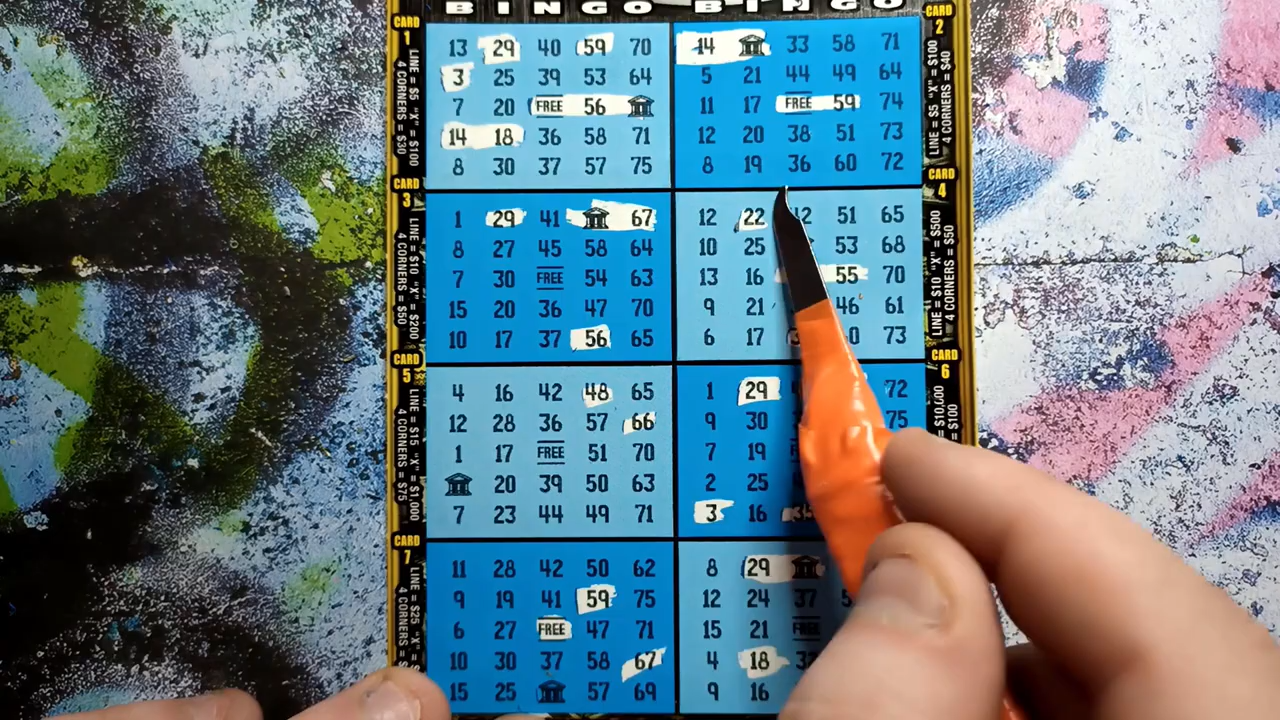 BINGO BINGO
CARD 1
LINE = $5 "X" = $100
4 CORNERS = $30
13 29 40 59 70
3 25 39 53 64
7 20 FREE 56
14 18 36 58 71
8 30 37 57 75
CARD 2
LINE = $5 "X" = $100
4 CORNERS = $40
14 33 58 71
5 21 44 49 64
11 17 FREE 59 74
12 20 38 51 73
8 19 36 60 72
CARD 3
LINE = $10 "X" = $200
4 CORNERS = $50
1 29 41 67
8 27 45 58 64
7 30 FREE 54 63
15 20 36 47 70
10 17 37 56 65
CARD 4
LINE = $10 "X" = $500
4 CORNERS = $50
12 22 51 65
10 25 53 68
13 16 55 70
9 21 46 61
6 17 73
CARD 5
LINE = $15 "X" = $1,000
4 CORNERS = $75
4 16 42 48 65
12 28 36 57 66
1 17 FREE 51 70
20 39 50 63
7 23 44 49 71
CARD 6
= $10,000
= $100
1 29 72
9 30 75
7 19
2 25
3 16
CARD 7
LINE = $25 "X"
4 CORNERS =
11 28 42 50 62
9 19 41 59 75
6 27 FREE 47 71
10 30 37 58 67
15 25 57 69
8 29
12 24 37
15 21 FREE
4 18
9 16